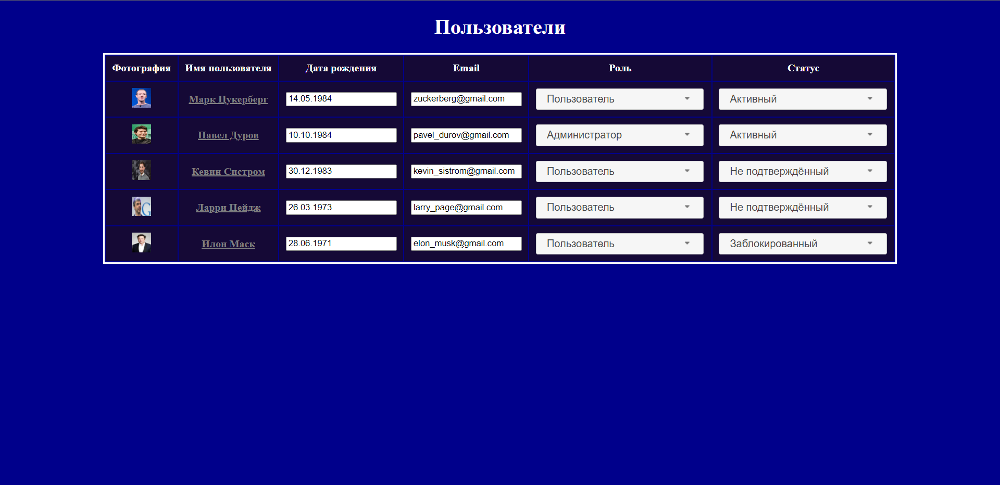 Пользователи
Фотография Имя пользователя Дата рождения Email Роль Статус
Марк Цукерберг 14.05.1984 zuckerberg@gmail.com Пользователь Активный
Павел Дуров 10.10.1984 pavel_durov@gmail.com Администратор Активный
Кевин Систром 30.12.1983 kevin_sistrom@gmail.com Пользователь Не подтверждённый
Ларри Пейдж 26.03.1973 larry_page@gmail.com Пользователь Не подтверждённый
Илон Маск 28.06.1971 elon_musk@gmail.com Пользователь Заблокированный